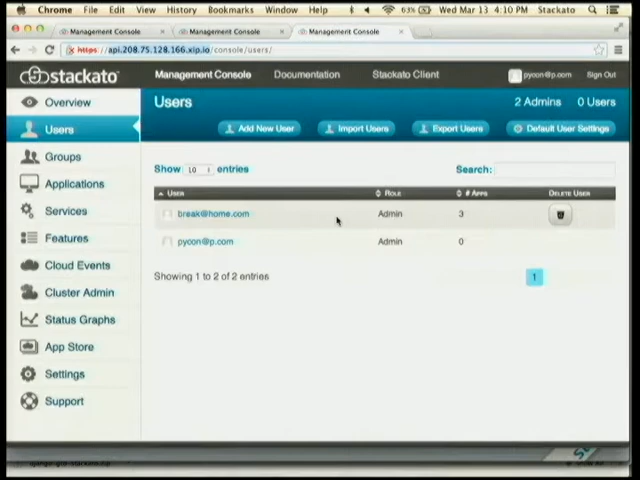 Chrome File Edit View History Bookmarks Window Help 63% Wed Mar 13 4:10 PM Stackato
Management Console Management Console Management Console
https://api.208.75.128.166.xip.io/console/users/
stackato Management Console Documentation Stackato Client pycon@p.com Sign Out
Overview
Users
Groups
Applications
Services
Features
Cloud Events
Cluster Admin
Status Graphs
App Store
Settings
Support
Users 2 Admins 0 Users
Add New User Import Users Export Users Default User Settings
Show 10 entries Search:
User Role # Apps Delete User
break@home.com Admin 3
pycon@p.com Admin 0
Showing 1 to 2 of 2 entries 1